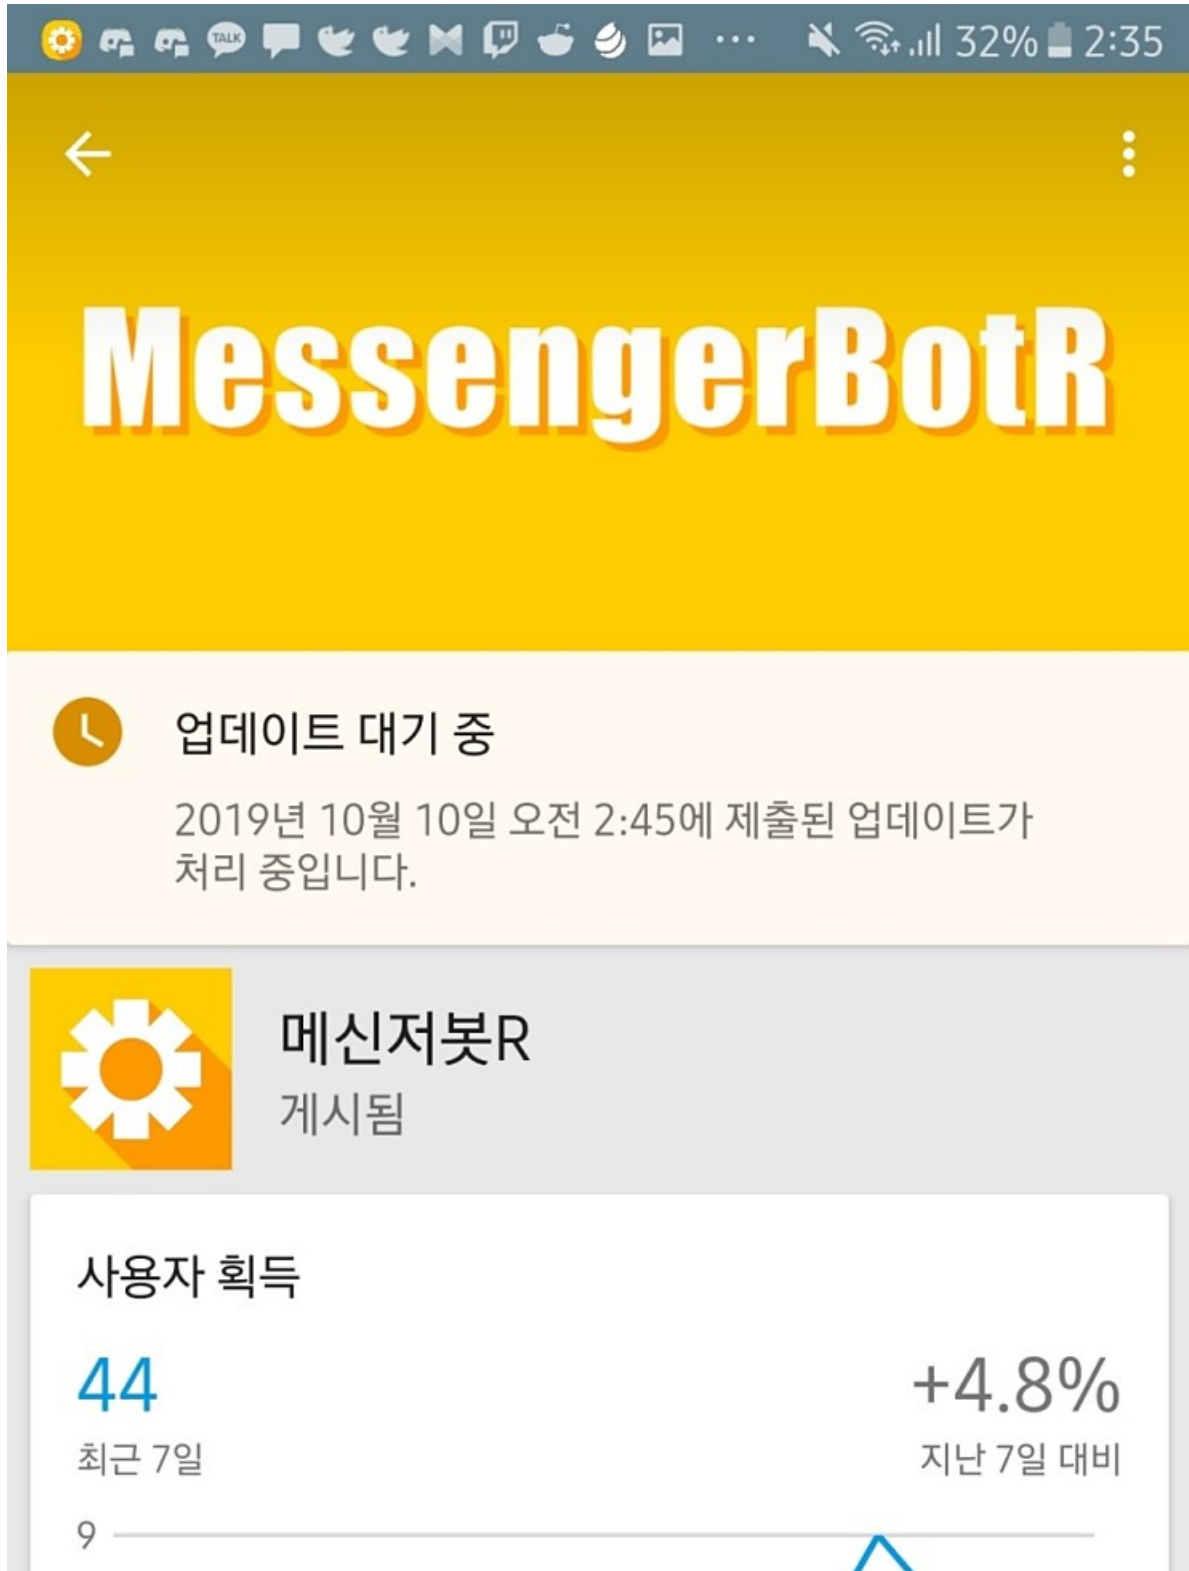 TALK 32% 2:35
MessengerBotR
업데이트 대기 중
2019년 10월 10일 오전 2:45에 제출된 업데이트가
처리 중입니다.
메신저봇R
게시됨
사용자 획득
44 +4.8%
최근 7일 지난 7일 대비
9